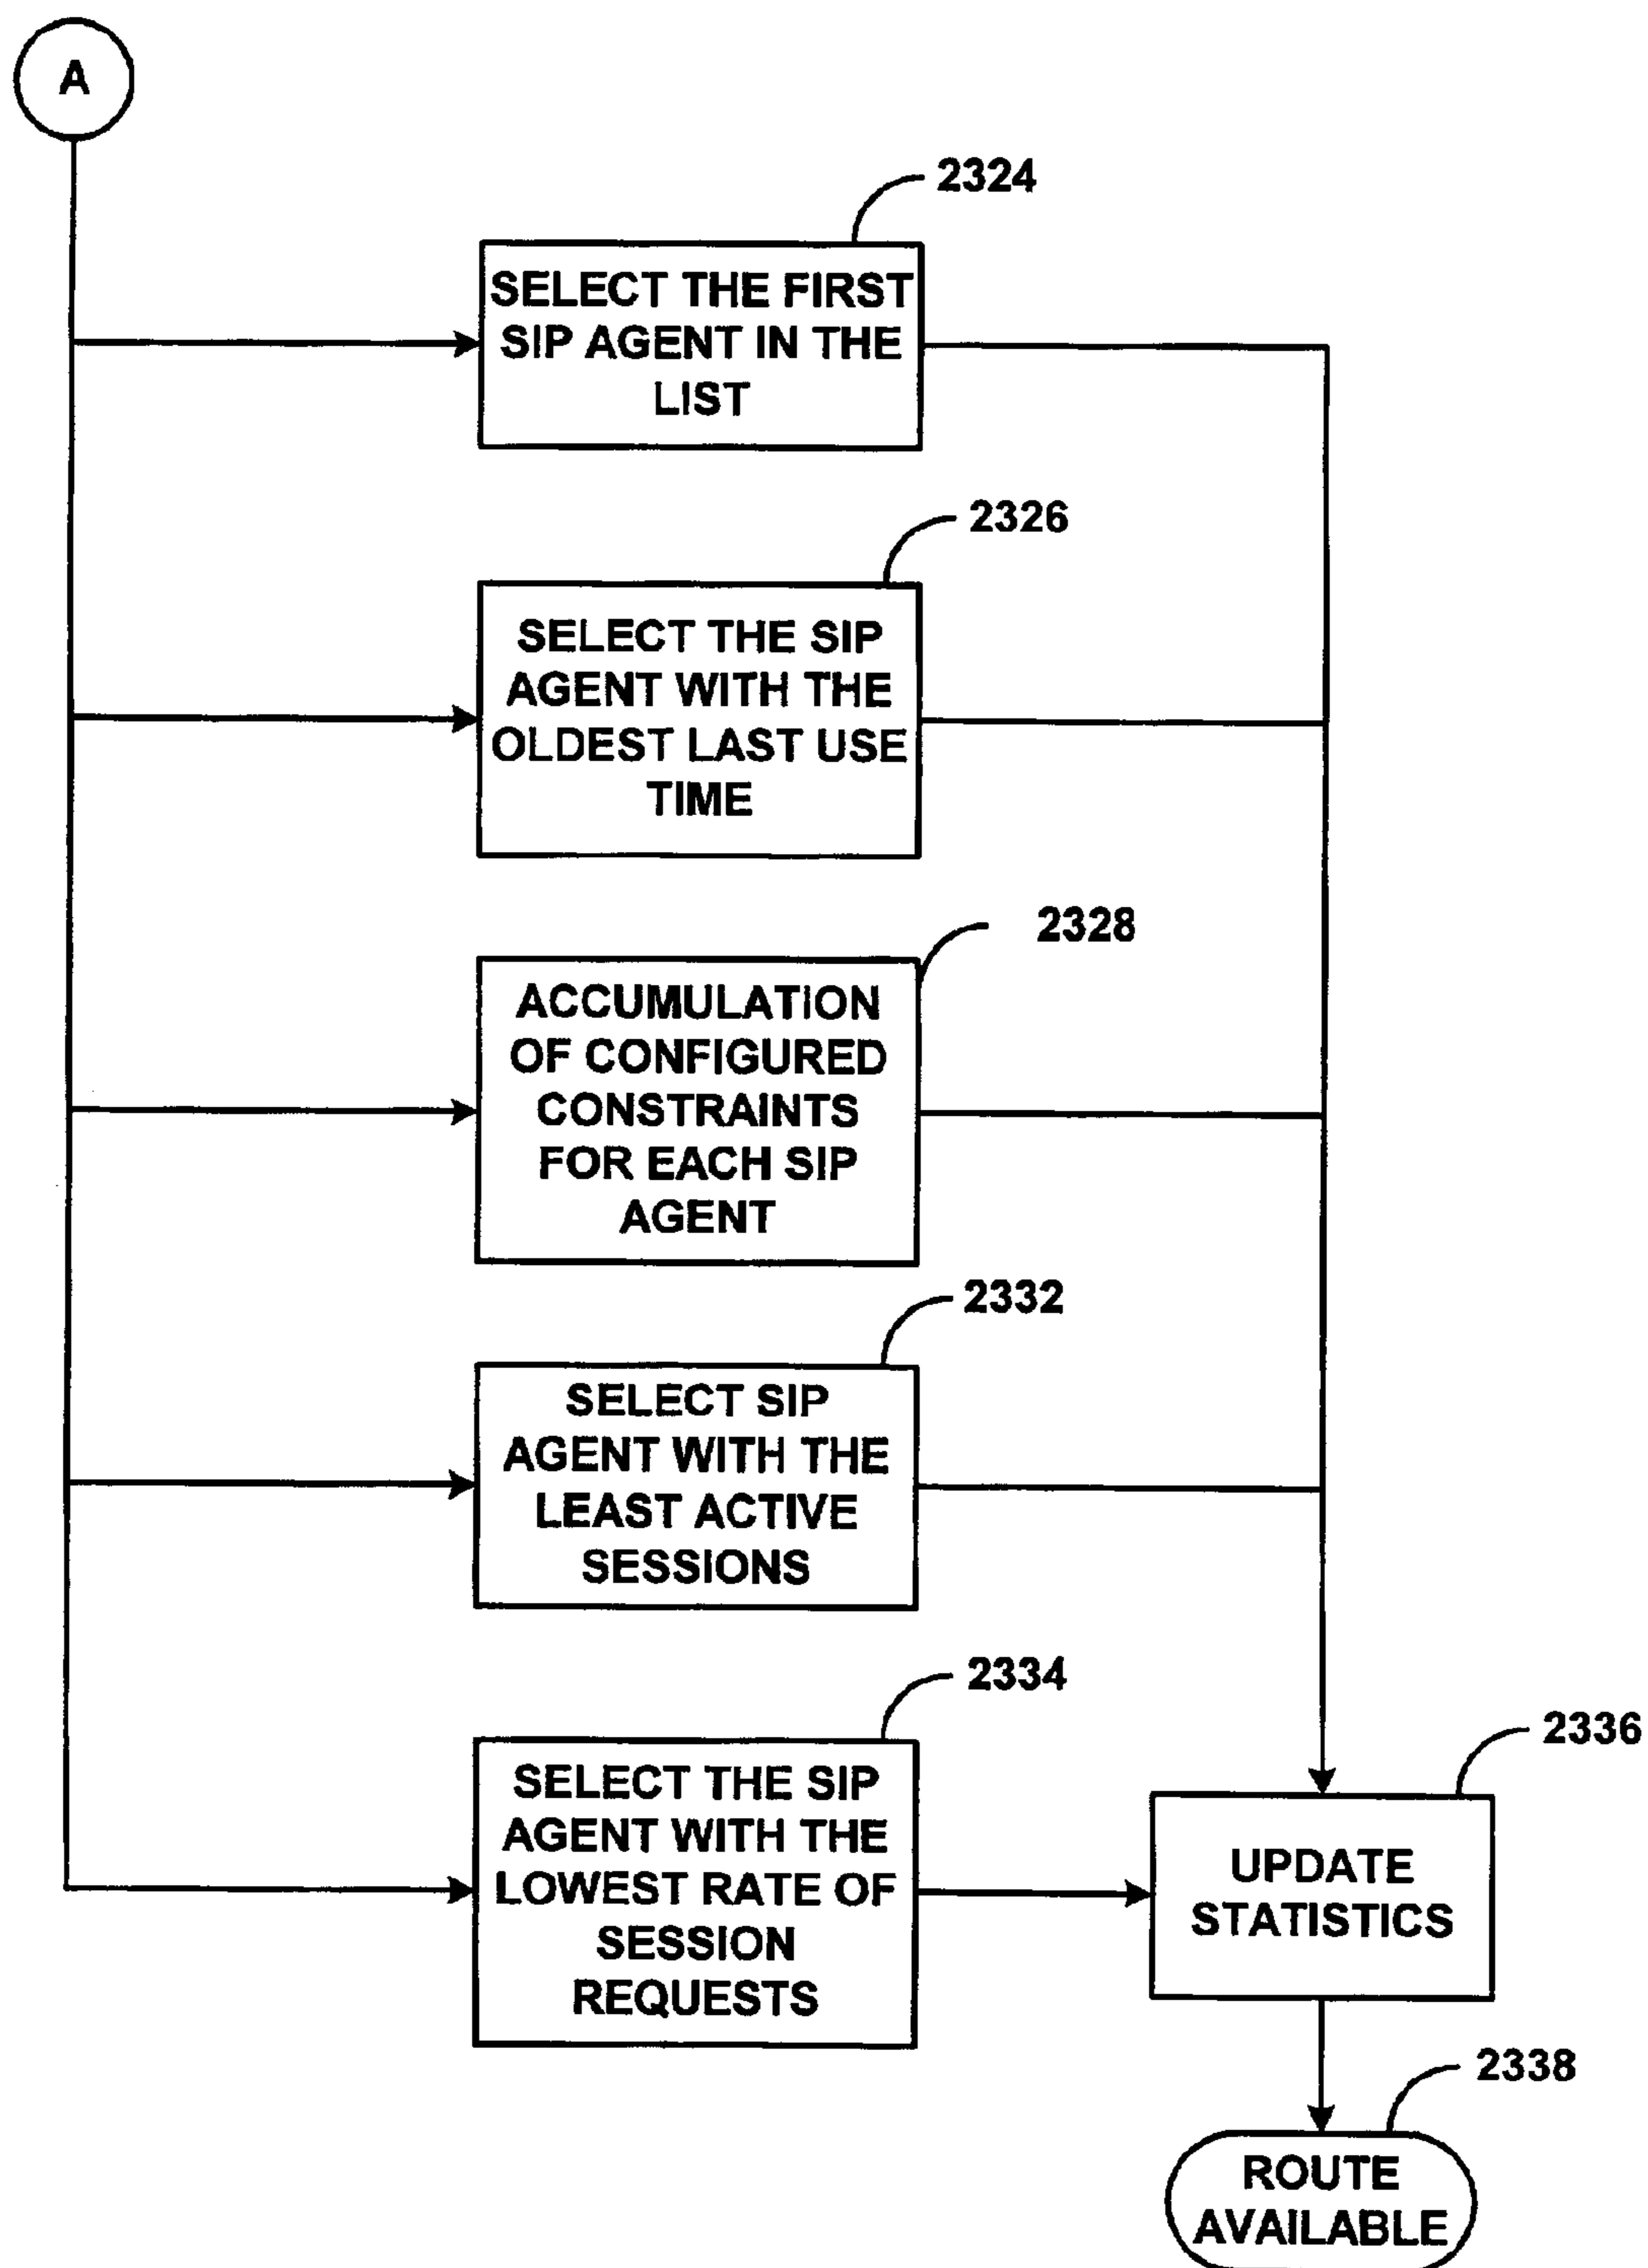 A
2324
SELECT THE FIRST
SIP AGENT IN THE
LIST
2326
SELECT THE SIP
AGENT WITH THE
OLDEST LAST USE
TIME
2328
ACCUMULATION
OF CONFIGURED
CONSTRAINTS
FOR EACH SIP
AGENT
2332
SELECT SIP
AGENT WITH THE
LEAST ACTIVE
SESSIONS
2334
SELECT THE SIP
AGENT WITH THE
LOWEST RATE OF
SESSION
REQUESTS
2336
UPDATE
STATISTICS
2338
ROUTE
AVAILABLE